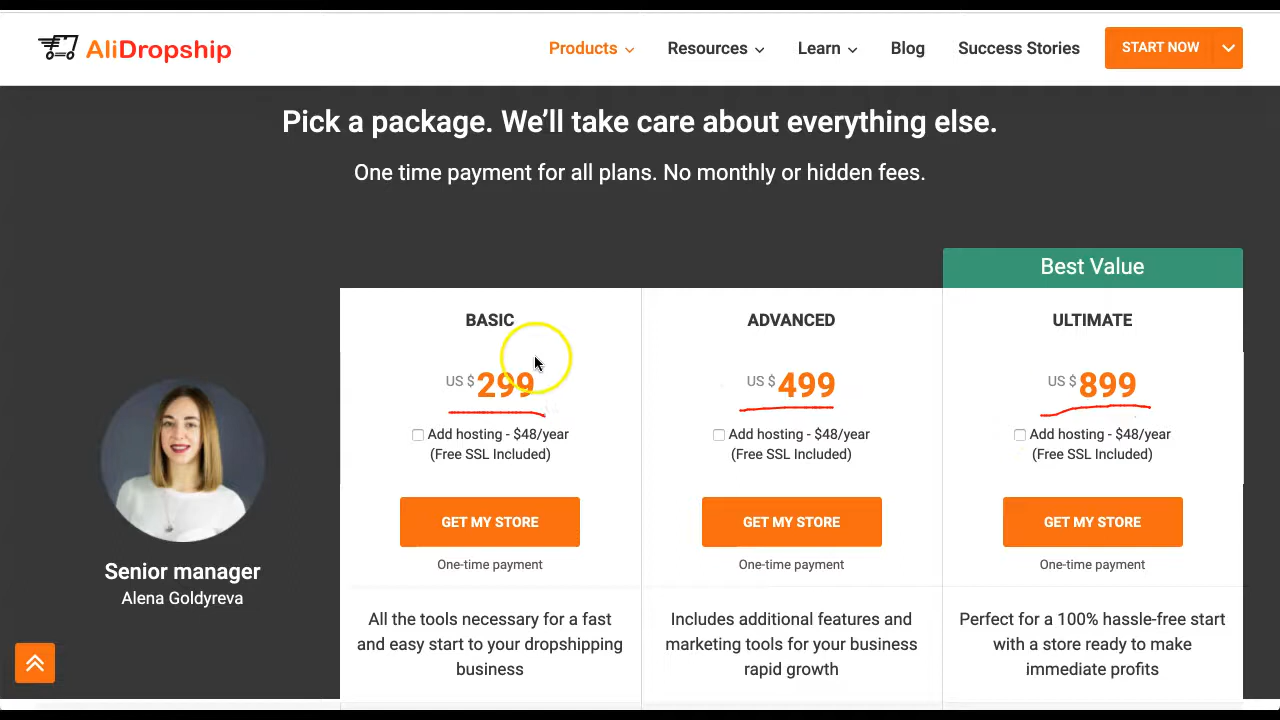 AliDropship
Products
Resources
Learn
Blog
Success Stories
START NOW
Pick a package. We'll take care about everything else.
One time payment for all plans. No monthly or hidden fees.
Best Value
BASIC
US $ 299
Add hosting - $48/year
(Free SSL Included)
GET MY STORE
One-time payment
All the tools necessary for a fast
and easy start to your dropshipping
business
ADVANCED
US $ 499
Add hosting - $48/year
(Free SSL Included)
GET MY STORE
One-time payment
Includes additional features and
marketing tools for your business
rapid growth
ULTIMATE
US $ 899
Add hosting - $48/year
(Free SSL Included)
GET MY STORE
One-time payment
Perfect for a 100% hassle-free start
with a store ready to make
immediate profits
Senior manager
Alena Goldyreva